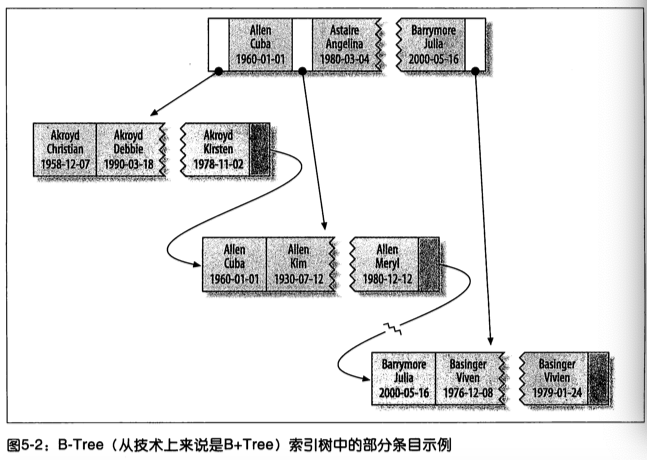 Allen
Cuba
1960-01-01
Astaire
Angelina
1980-03-04
Barrymore
Julia
2000-05-16
Akroyd
Christian
1958-12-07
Akroyd
Debbie
1990-03-18
Akroyd
Kirsten
1978-11-02
Allen
Cuba
1960-01-01
Allen
Kim
1930-07-12
Allen
Meryl
1980-12-12
Barrymore
Julia
2000-05-16
Basinger
Viven
1976-12-08
Basinger
Vivien
1979-01-24
图5-2：B-Tree（从技术上来说是B+Tree）索引树中的部分条目示例